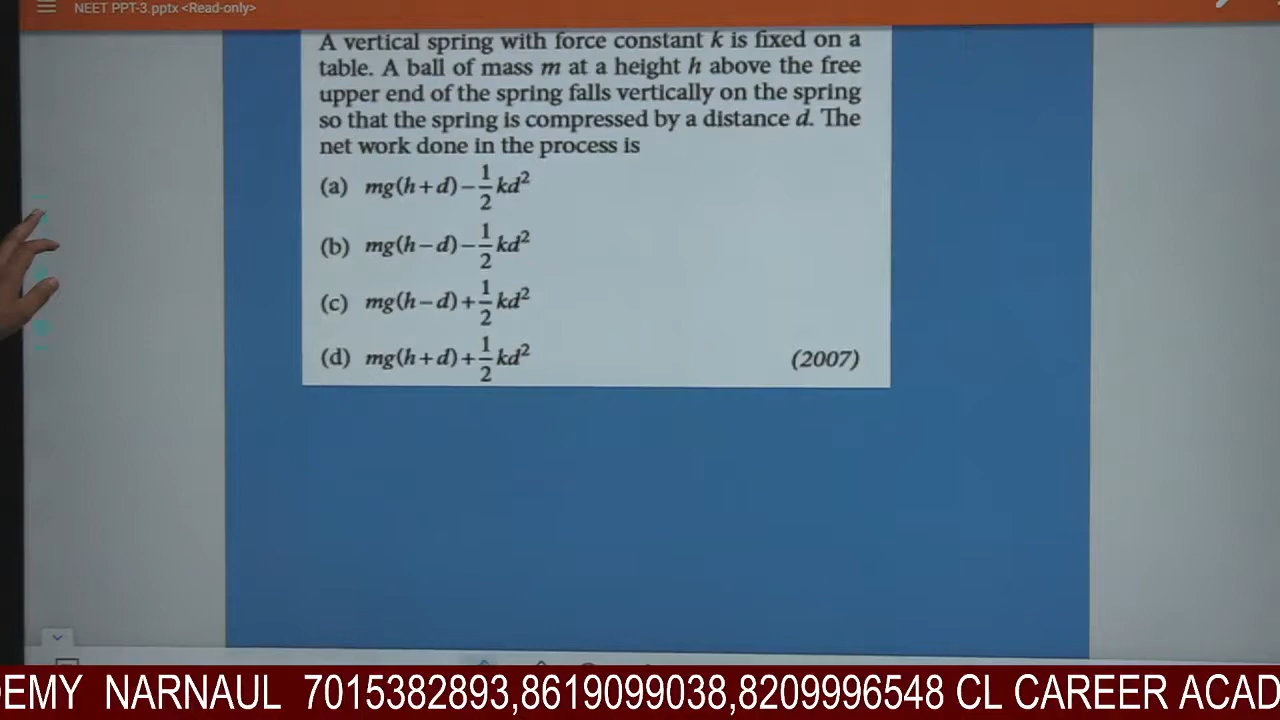 NEET PPT-3.pptx <Read-only>
A vertical spring with force constant k is fixed on a
table. A ball of mass m at a height h above the free
upper end of the spring falls vertically on the spring
so that the spring is compressed by a distance d. The
net work done in the process is
(a) mg(h+d)−1/2 kd²
(b) mg(h−d)−1/2 kd²
(c) mg(h−d)+1/2 kd²
(d) mg(h+d)+1/2 kd²
(2007)
DEMY NARNAUL 7015382893,8619099038,8209996548 CL CAREER ACAD